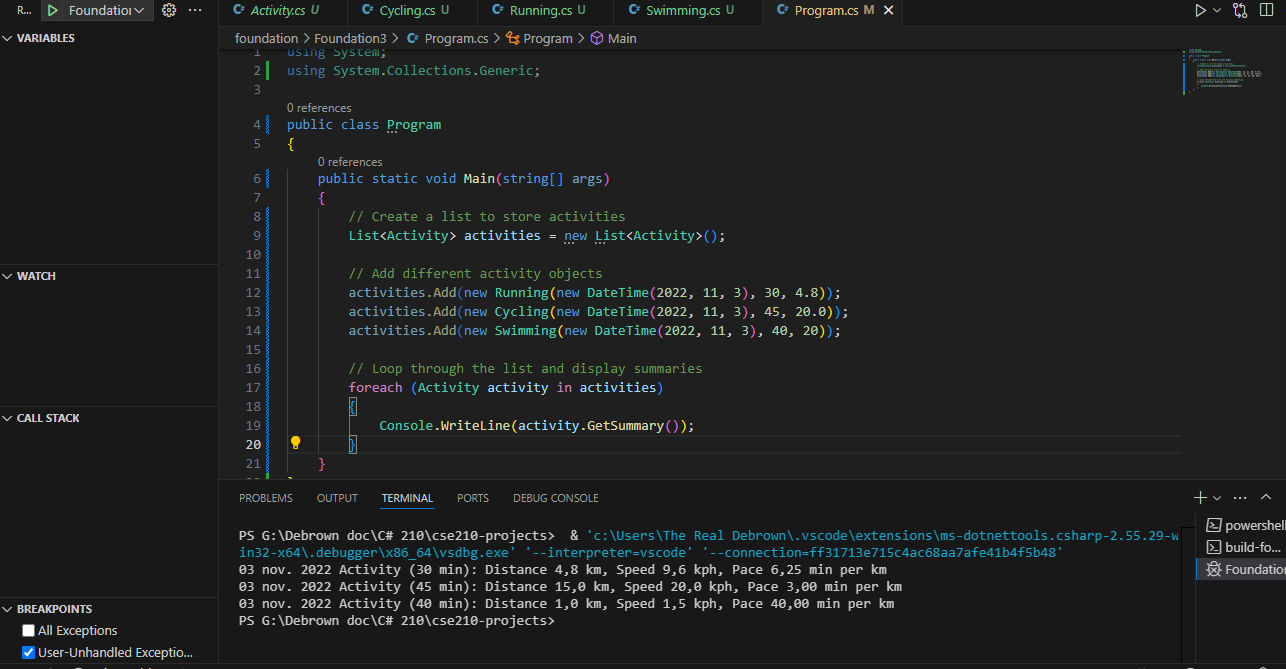 R... Foundation
Activity.cs U Cycling.cs U Running.cs U Swimming.cs U Program.cs M
VARIABLES
foundation > Foundation3 > Program.cs > Program > Main
1 using System;
2 using System.Collections.Generic;
3
0 references
4 public class Program
5 {
0 references
6 public static void Main(string[] args)
7 {
8 // Create a list to store activities
9 List<Activity> activities = new List<Activity>();
10
11 // Add different activity objects
12 activities.Add(new Running(new DateTime(2022, 11, 3), 30, 4.8));
13 activities.Add(new Cycling(new DateTime(2022, 11, 3), 45, 20.0));
14 activities.Add(new Swimming(new DateTime(2022, 11, 3), 40, 20));
15
16 // Loop through the list and display summaries
17 foreach (Activity activity in activities)
18 {
19 Console.WriteLine(activity.GetSummary());
20 }
21 }
WATCH
CALL STACK
BREAKPOINTS
All Exceptions
User-Unhandled Exceptio...
PROBLEMS OUTPUT TERMINAL PORTS DEBUG CONSOLE
PS G:\Debrown doc\C# 210\cse210-projects> & 'c:\Users\The Real Debrown\.vscode\extensions\ms-dotnettools.csharp-2.55.29-w
in32-x64\.debugger\x86_64\vsdbg.exe' '--interpreter=vscode' '--connection=ff31713e715c4ac68aa7afe41b4f5b48'
03 nov. 2022 Activity (30 min): Distance 4,8 km, Speed 9,6 kph, Pace 6,25 min per km
03 nov. 2022 Activity (45 min): Distance 15,0 km, Speed 20,0 kph, Pace 3,00 min per km
03 nov. 2022 Activity (40 min): Distance 1,0 km, Speed 1,5 kph, Pace 40,00 min per km
PS G:\Debrown doc\C# 210\cse210-projects>
powershell
build-fo...
Foundation